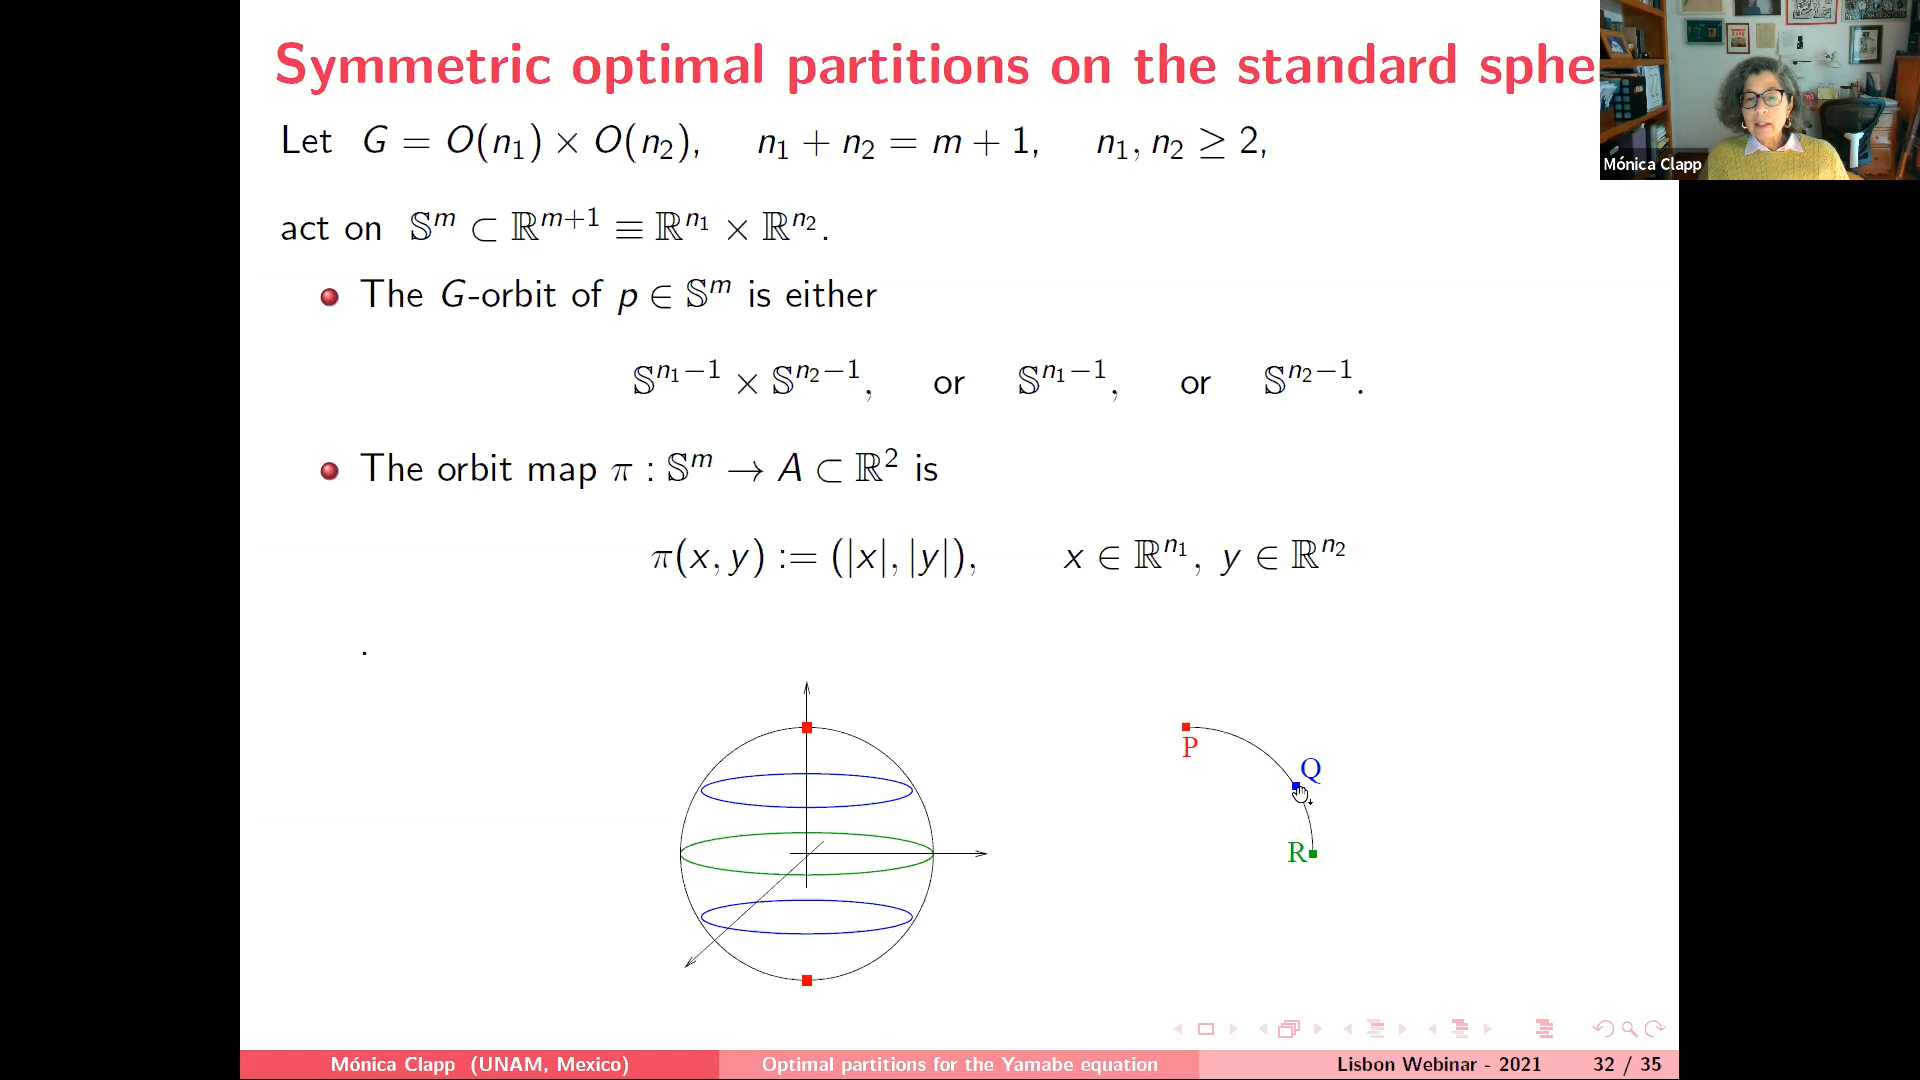 Symmetric optimal partitions on the standard sphe
Let G = O(n₁) × O(n₂), n₁ + n₂ = m + 1, n₁, n₂ ≥ 2,
act on 𝕊ᵐ ⊂ ℝᵐ⁺¹ ≡ ℝⁿ¹ × ℝⁿ².
The G-orbit of p ∈ 𝕊ᵐ is either
𝕊ⁿ¹⁻¹ × 𝕊ⁿ²⁻¹, or 𝕊ⁿ¹⁻¹, or 𝕊ⁿ²⁻¹.
The orbit map π : 𝕊ᵐ → A ⊂ ℝ² is
π(x, y) := (|x|, |y|), x ∈ ℝⁿ¹, y ∈ ℝⁿ²
.
P
Q
R
Mónica Clapp (UNAM, Mexico) Optimal partitions for the Yamabe equation Lisbon Webinar - 2021 32 / 35
Mónica Clapp